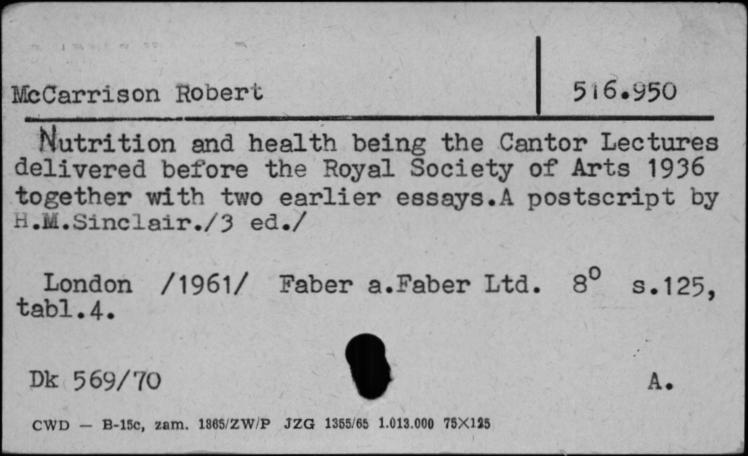 McCarrison Robert 516.950
Nutrition and health being the Cantor Lectures
delivered before the Royal Society of Arts 1936
together with two earlier essays.A postscript by
H.M.Sinclair./3 ed./
London /1961/ Faber a.Faber Ltd. 8° s.125,
tabl.4.
Dk 569/70 A.
CWD — B-15c, zam. 1865/ZW/P JZG 1355/65 1.013.000 75X125